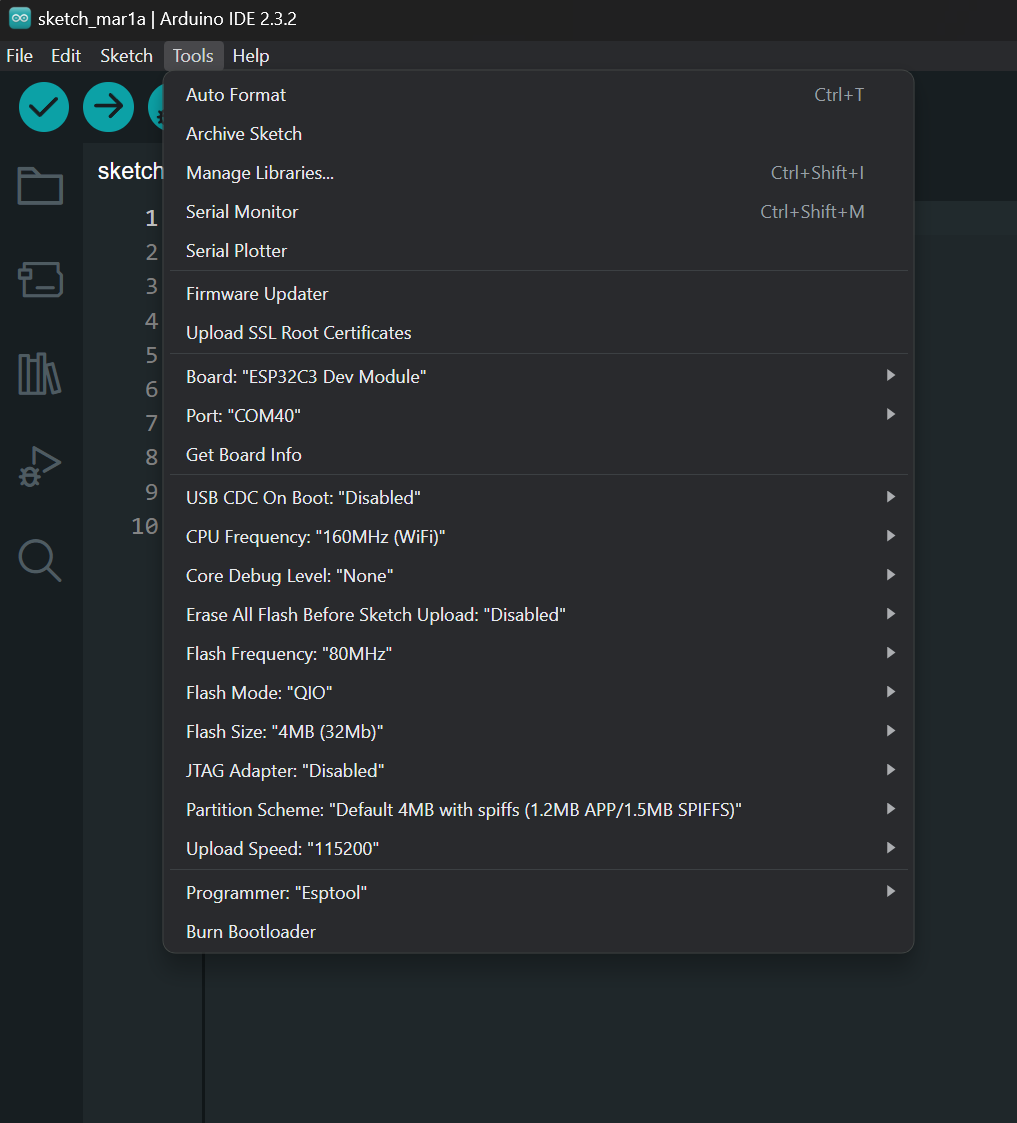 sketch_mar1a | Arduino IDE 2.3.2
File Edit Sketch Tools Help
Auto Format Ctrl+T
Archive Sketch
sketch
Manage Libraries... Ctrl+Shift+I
1
Serial Monitor Ctrl+Shift+M
2
Serial Plotter
3
Firmware Updater
4
Upload SSL Root Certificates
5
Board: "ESP32C3 Dev Module"
6
Port: "COM40"
7
Get Board Info
8
USB CDC On Boot: "Disabled"
9
CPU Frequency: "160MHz (WiFi)"
10
Core Debug Level: "None"
Erase All Flash Before Sketch Upload: "Disabled"
Flash Frequency: "80MHz"
Flash Mode: "QIO"
Flash Size: "4MB (32Mb)"
JTAG Adapter: "Disabled"
Partition Scheme: "Default 4MB with spiffs (1.2MB APP/1.5MB SPIFFS)"
Upload Speed: "115200"
Programmer: "Esptool"
Burn Bootloader